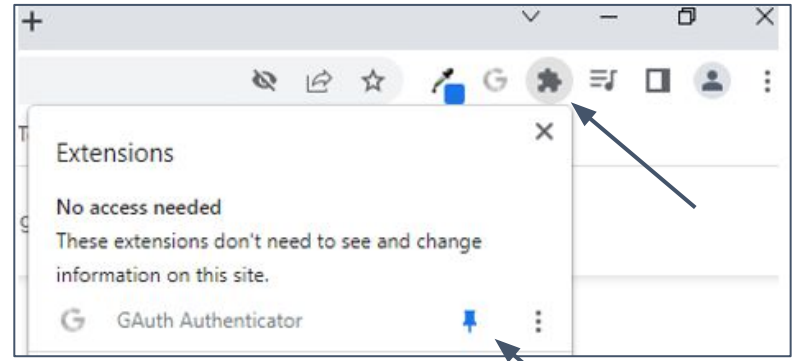 Extensions
No access needed
These extensions don't need to see and change
information on this site.
G GAuth Authenticator